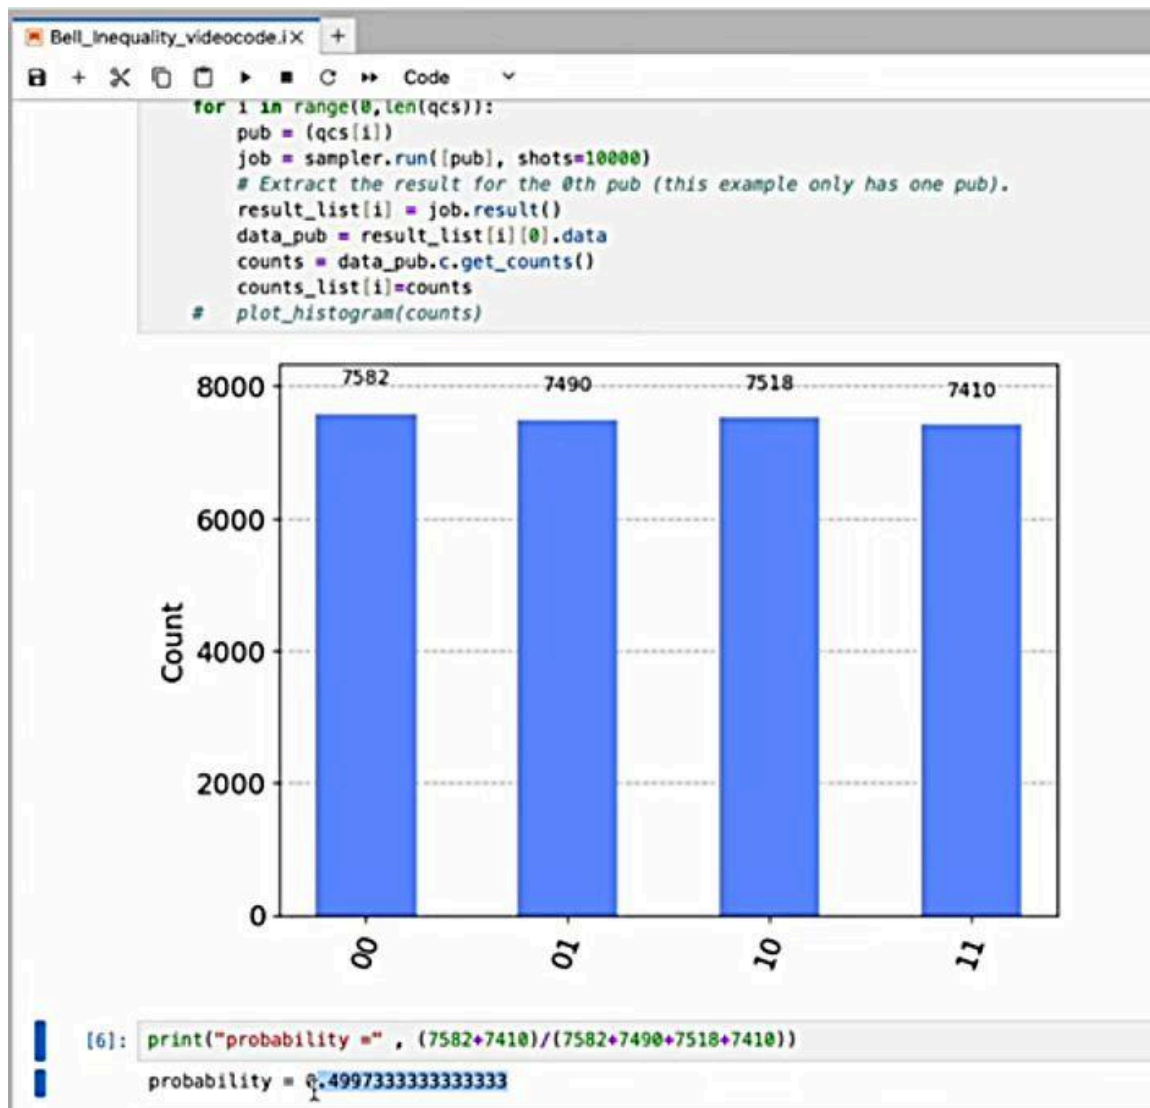 Bell_Inequality_videocode.i
Code
for i in range(0,len(qcs)):
pub = (qcs[i])
job = sampler.run([pub], shots=10000)
# Extract the result for the 0th pub (this example only has one pub).
result_list[i] = job.result()
data_pub = result_list[i][0].data
counts = data_pub.c.get_counts()
counts_list[i]=counts
#   plot_histogram(counts)
8000
7582
7490
7518
7410
6000
4000
2000
0
Count
00
01
10
11
[6]: print("probability =" , (7582+7410)/(7582+7490+7518+7410))
probability = 0.4997333333333333